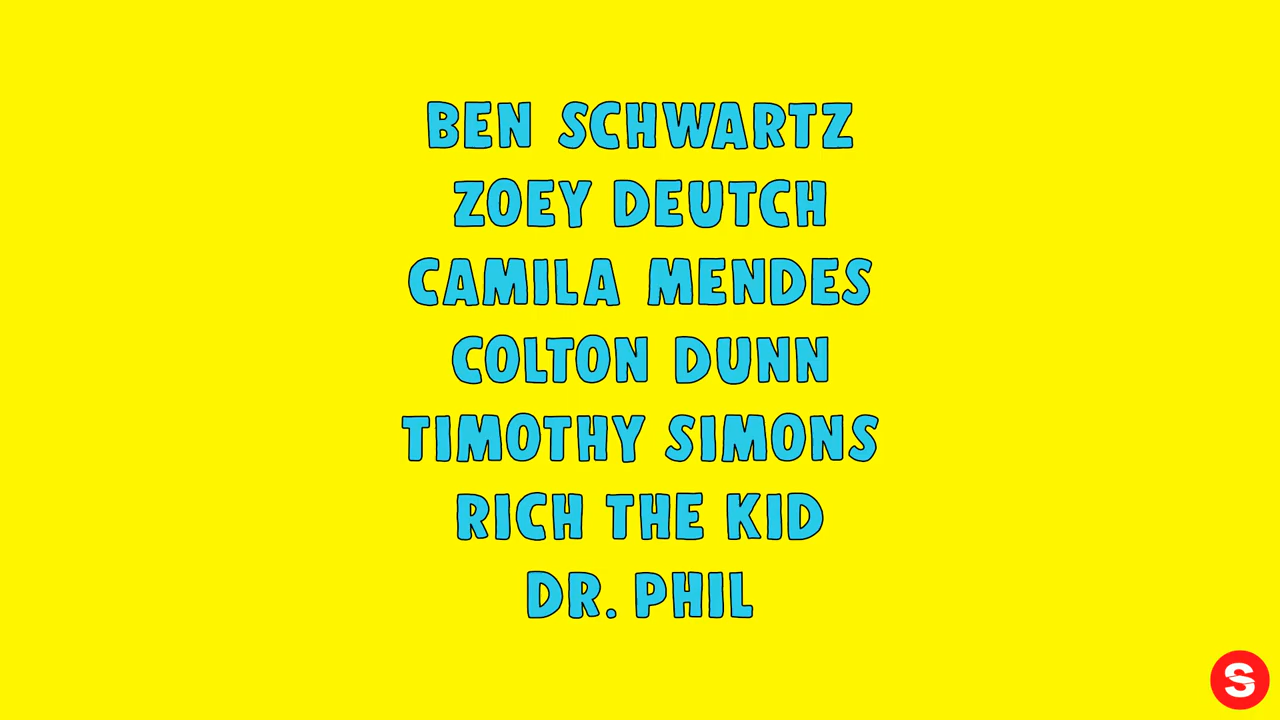 BEN SCHWARTZ
ZOEY DEUTCH
CAMILA MENDES
COLTON DUNN
TIMOTHY SIMONS
RICH THE KID
DR. PHIL
S